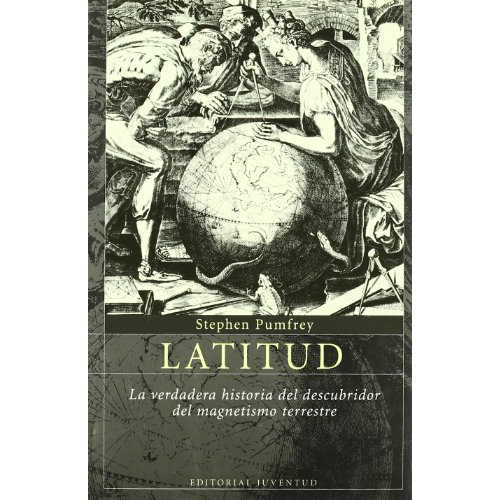 Stephen Pumfrey
LATITUD
La verdadera historia del descubridor
del magnetismo terrestre
EDITORIAL JUVENTUD